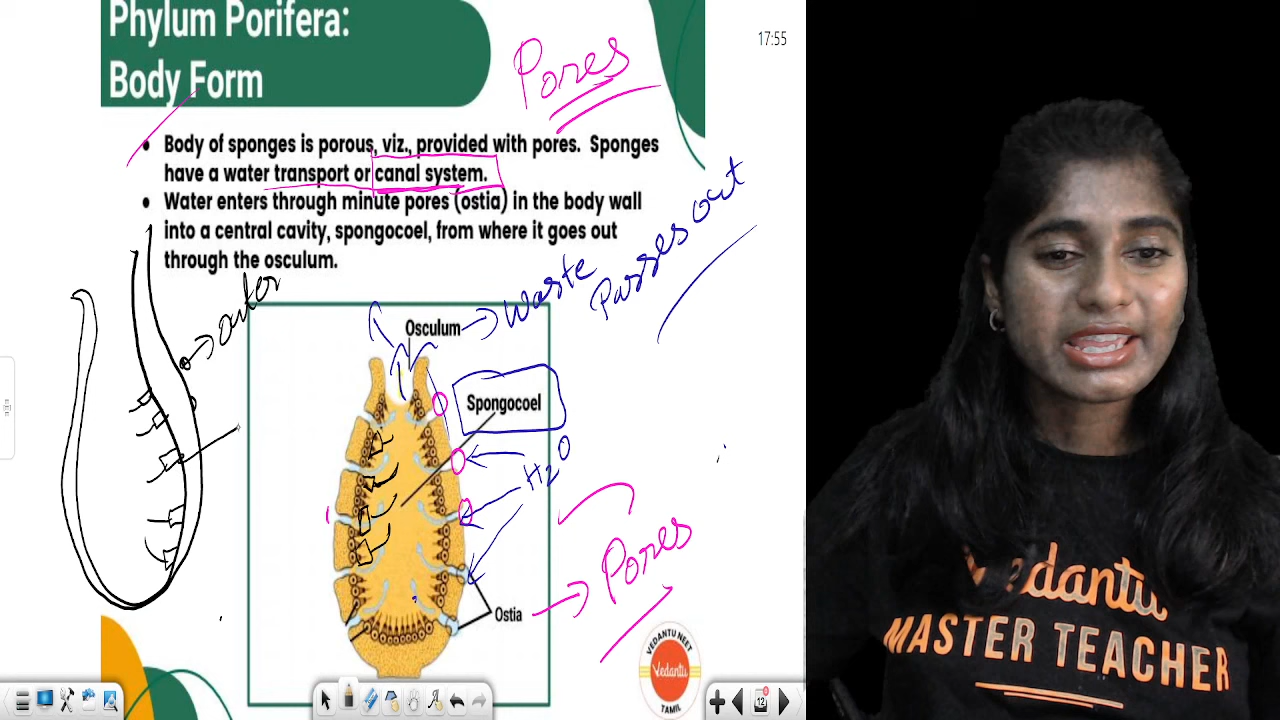 Phylum Porifera:
Body Form
Pores
17:55
• Body of sponges is porous, viz., provided with pores. Sponges
have a water transport or canal system.
• Water enters through minute pores (ostia) in the body wall
into a central cavity, spongocoel, from where it goes out
through the osculum.
outer
Osculum
Waste
Passes out
Spongocoel
H2O
Pores
Ostia
VEDANTU NEET
Vedantu
TAMIL
12
Vedantu
MASTER TEACHER